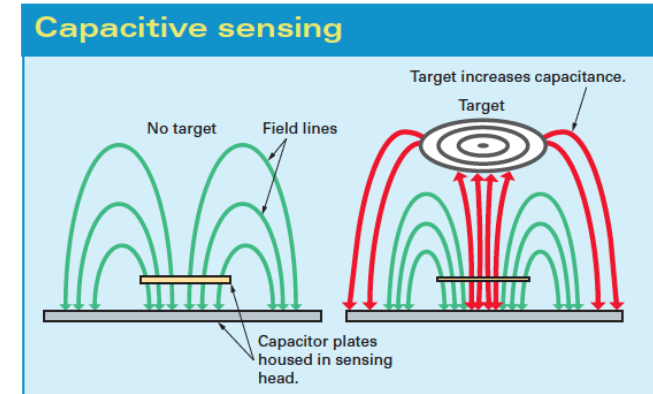 Capacitive sensing
No target
Field lines
Capacitor plates
housed in sensing
head.
Target increases capacitance.
Target